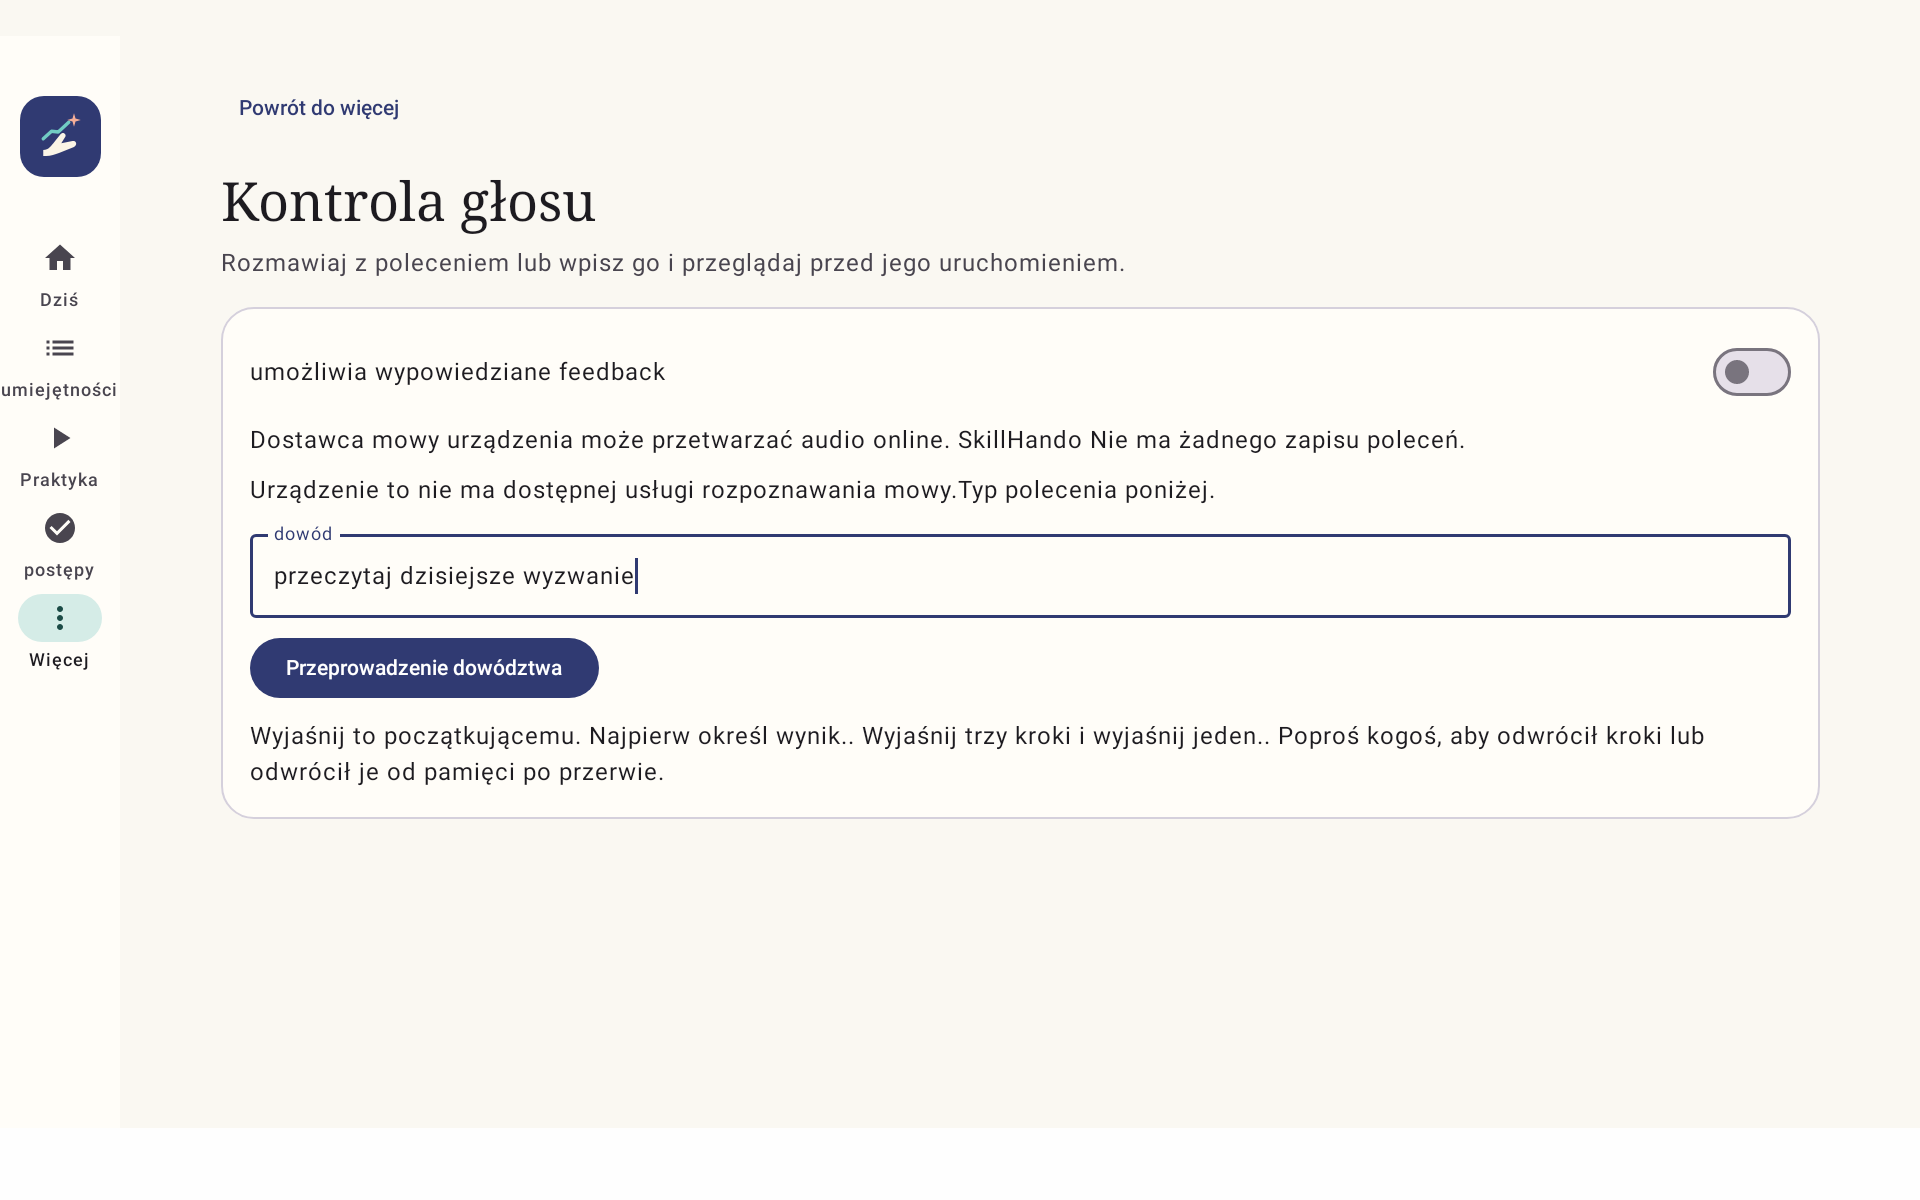 Powrót do więcej
Kontrola głosu
Rozmawiaj z poleceniem lub wpisz go i przeglądaj przed jego uruchomieniem.
Dziś
umiejętności
Praktyka
postępy
Więcej
umożliwia wypowiedziane feedback
Dostawca mowy urządzenia może przetwarzać audio online. SkillHando Nie ma żadnego zapisu poleceń.
Urządzenie to nie ma dostępnej usługi rozpoznawania mowy.Typ polecenia poniżej.
dowód
przeczytaj dzisiejsze wyzwanie
Przeprowadzenie dowództwa
Wyjaśnij to początkującemu. Najpierw określ wynik.. Wyjaśnij trzy kroki i wyjaśnij jeden.. Poproś kogoś, aby odwrócił kroki lub
odwrócił je od pamięci po przerwie.